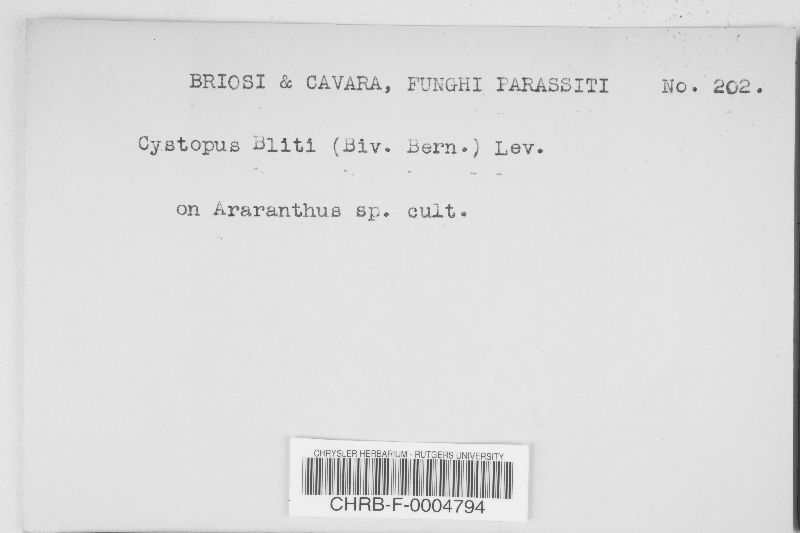 BRIOSI & CAVARA, FUNGHI PARASSITI No. 202.
Cystopus Bliti (Biv. Bern.) Lev.
on Araranthus sp. cult.
CHRYSLER HERBARIUM - RUTGERS UNIVERSITY
CHRB-F-0004794